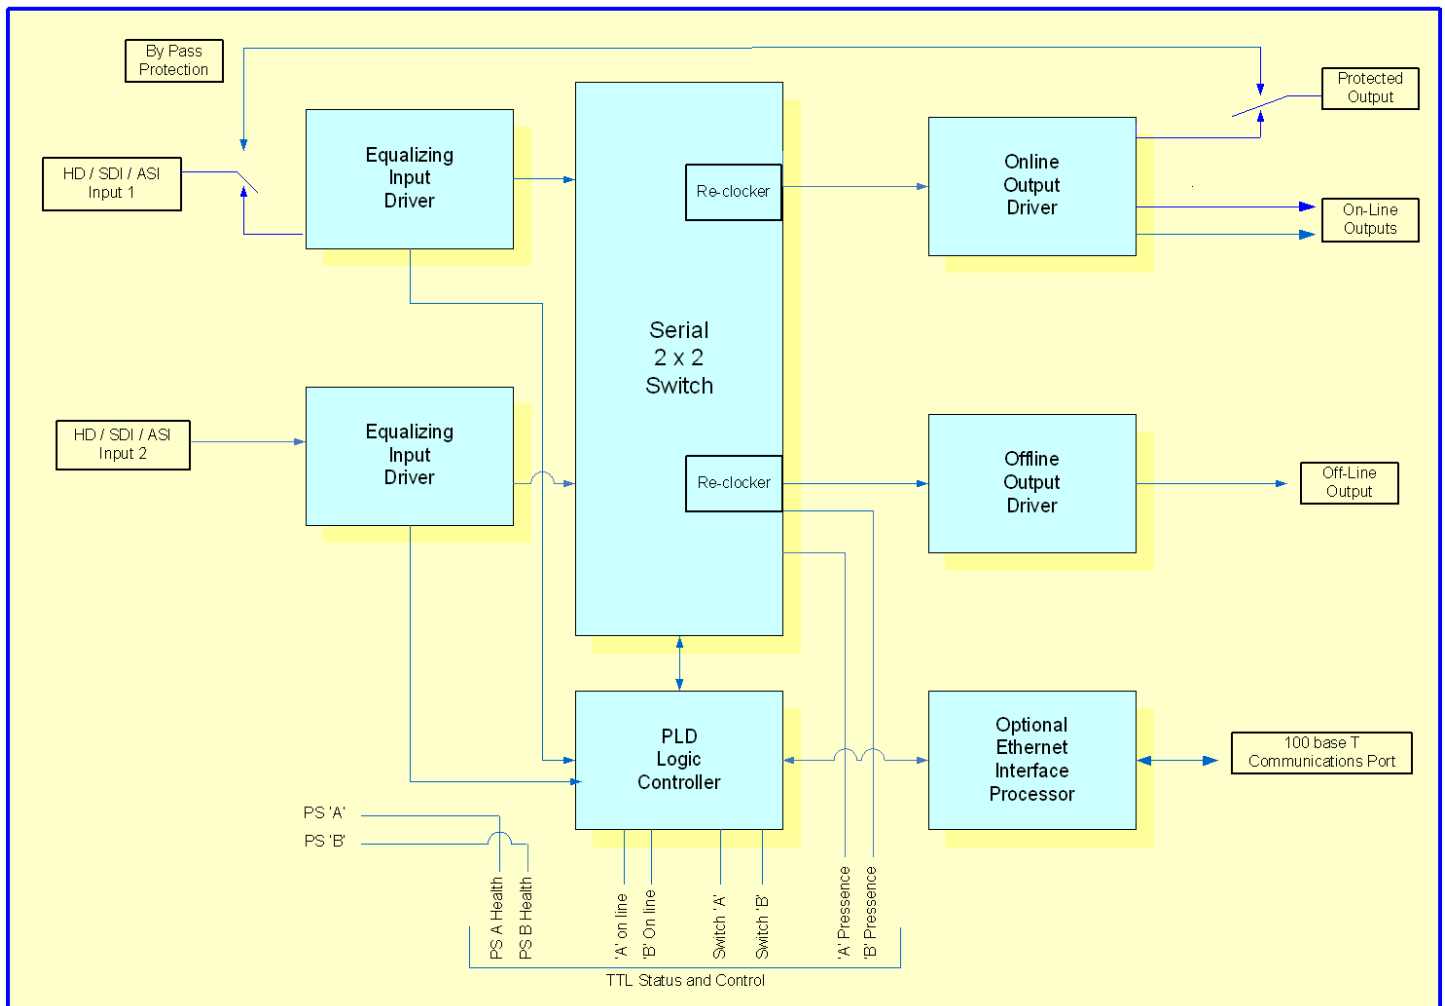 By Pass
Protection
Protected
Output
HD / SDI / ASI
Input 1
Equalizing
Input
Driver
Re-clocker
Online
Output
Driver
On-Line
Outputs
Serial
2 x 2
Switch
HD / SDI / ASI
Input 2
Equalizing
Input
Driver
Re-clocker
Offline
Output
Driver
Off-Line
Output
PLD
Logic
Controller
Optional
Ethernet
Interface
Processor
100 base T
Communications Port
PS 'A'
PS 'B'
PS A Health
PS B Health
'A' on line
'B' On line
Switch 'A'
Switch 'B'
'A' Pressence
'B' Pressence
TTL Status and Control